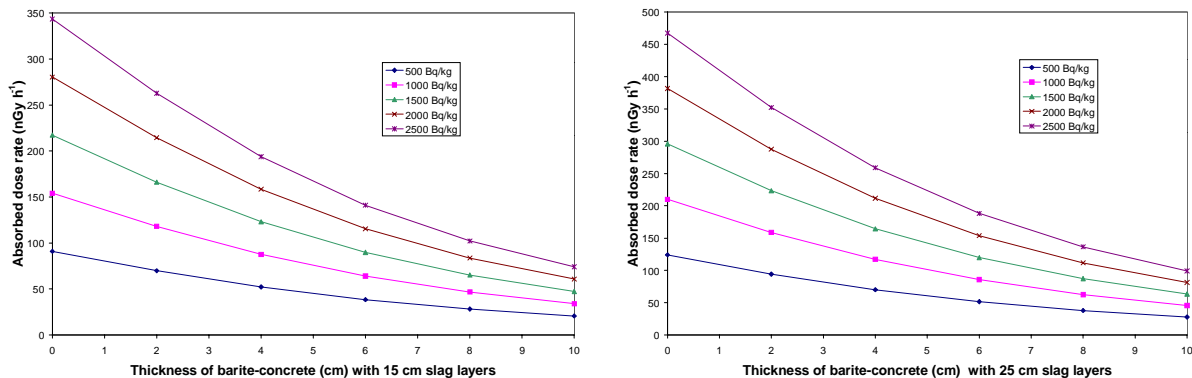 350
300
250
200
150
100
50
0
Absorbed dose rate (nGy h-1)
500 Bq/kg
1000 Bq/kg
1500 Bq/kg
2000 Bq/kg
2500 Bq/kg
0 1 2 3 4 5 6 7 8 9 10
Thickness of barite-concrete (cm) with 15 cm slag layers
500
450
400
350
300
250
200
150
100
50
0
Absorbed dose rate (nGy h-1)
500 Bq/kg
1000 Bq/kg
1500 Bq/kg
2000 Bq/kg
2500 Bq/kg
0 1 2 3 4 5 6 7 8 9 10
Thickness of barite-concrete (cm) with 25 cm slag layers